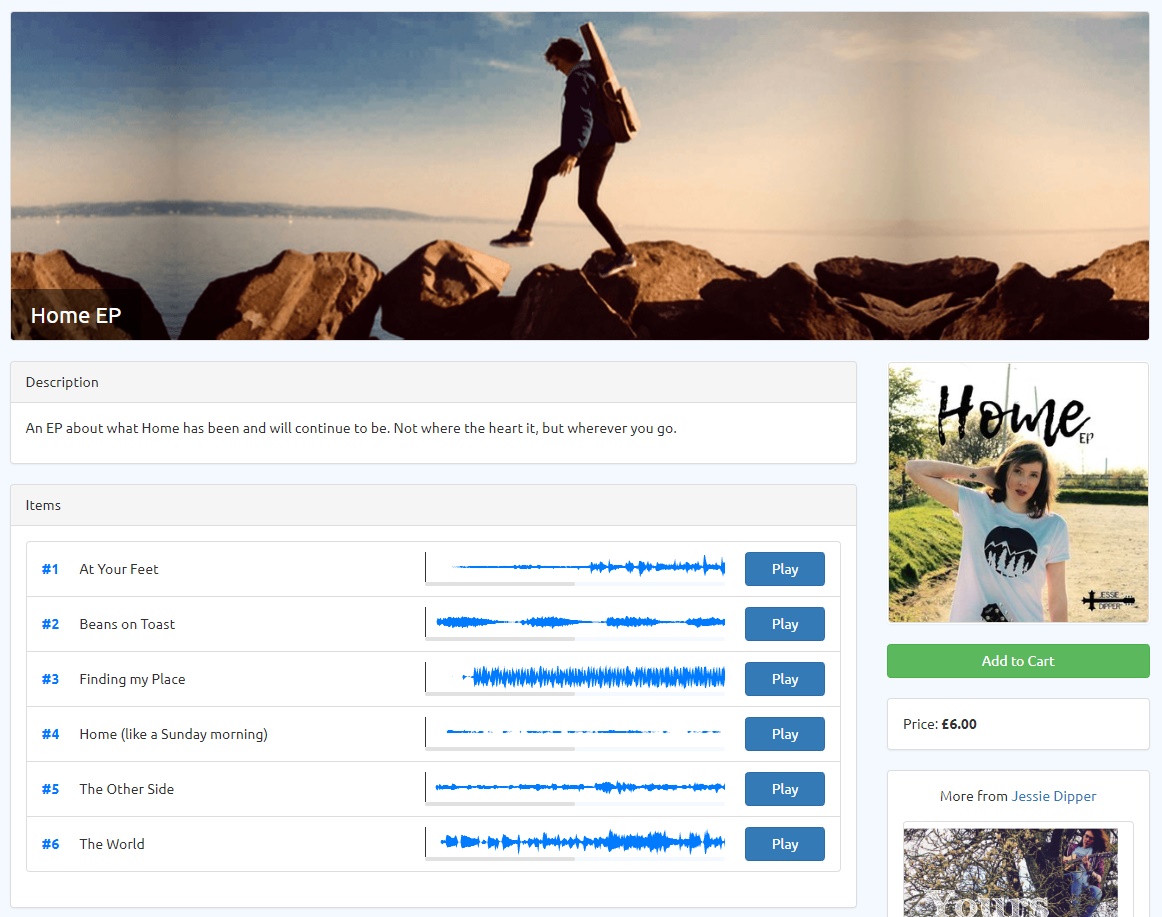 Home EP
Description
An EP about what Home has been and will continue to be. Not where the heart it, but wherever you go.
Items
#1 At Your Feet Play
#2 Beans on Toast Play
#3 Finding my Place Play
#4 Home (like a Sunday morning) Play
#5 The Other Side Play
#6 The World Play
Home
EP
JESSIE
DIPPER
Add to Cart
Price: £6.00
More from Jessie Dipper
Yours